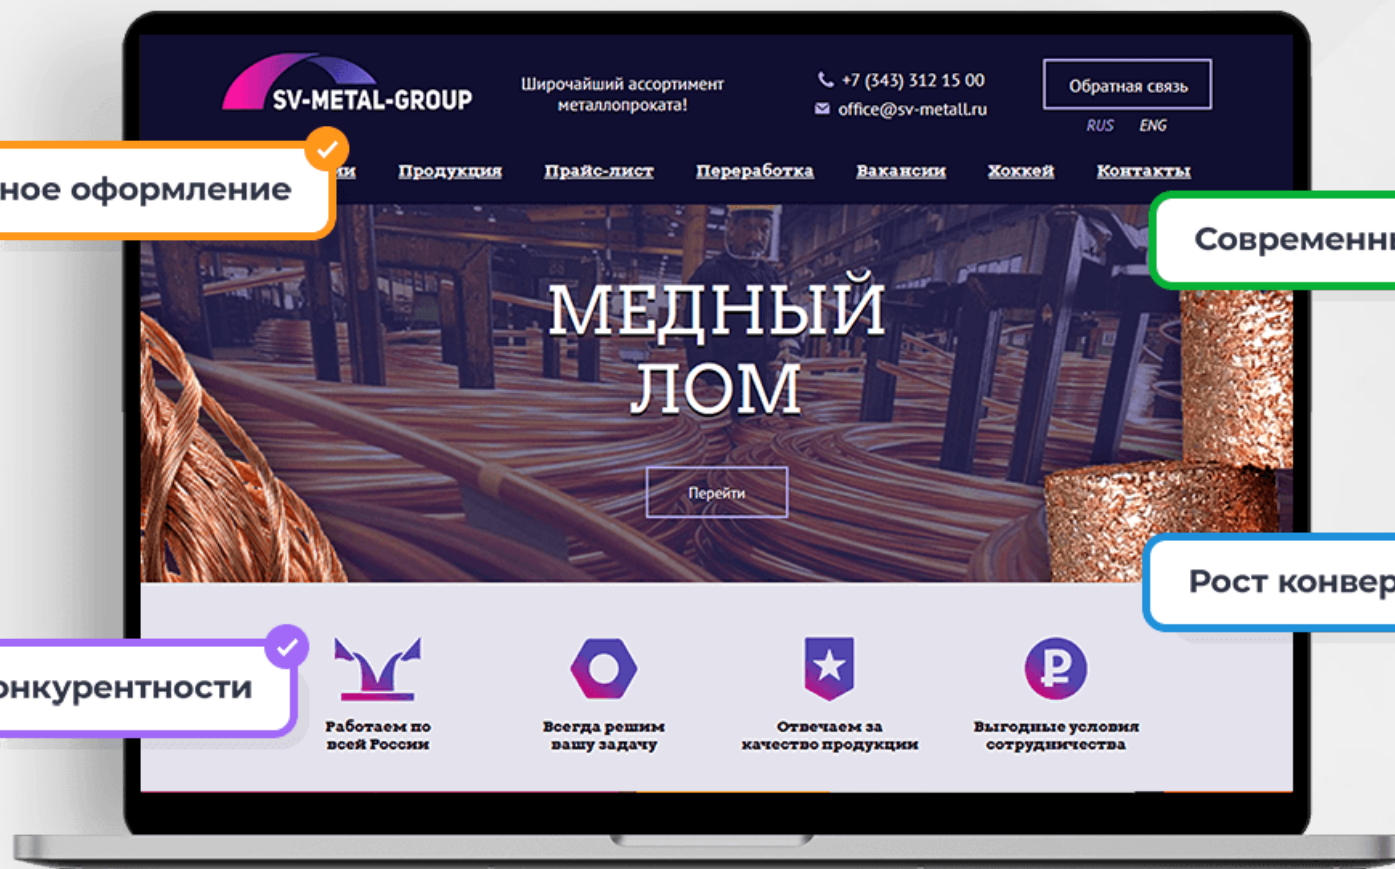 SV-METAL-GROUP
Широчайший ассортимент
металлопроката!
+7 (343) 312 15 00
office@sv-metall.ru
Обратная связь
RUS ENG
ное оформление
ии Продукция Прайс-лист Переработка Вакансии Хоккей Контакты
Современны
МЕДНЫЙ
ЛОМ
Перейти
Рост конвер
онкурентности
Работаем по
всей России
Всегда решим
вашу задачу
Отвечаем за
качество продукции
Выгодные условия
сотрудничества